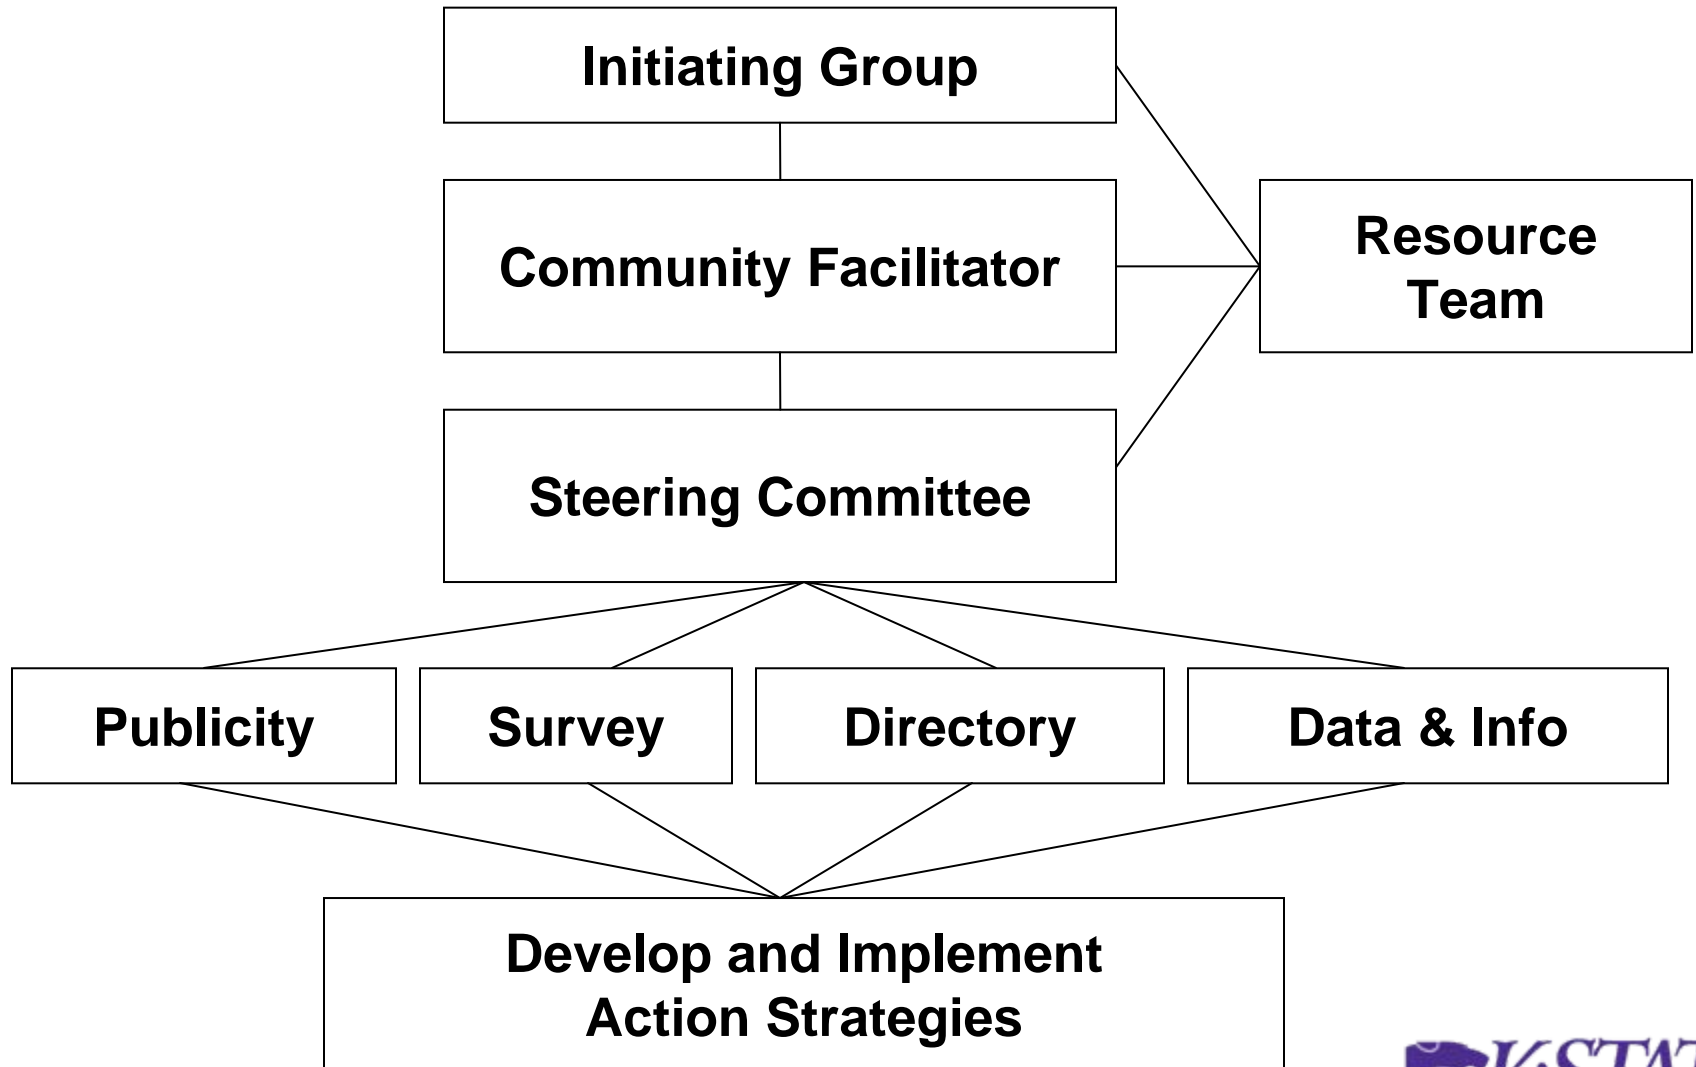 Initiating Group
Community Facilitator
Resource
Team
Steering Committee
Publicity
Survey
Directory
Data & Info
Develop and Implement
Action Strategies